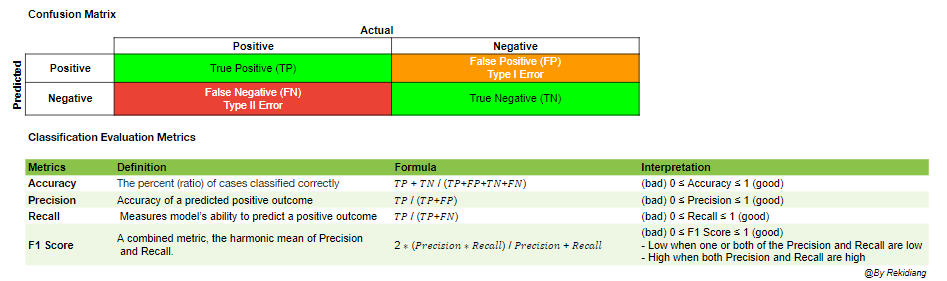 Confusion Matrix
Actual
Positive Negative
Predicted
Positive True Positive (TP) False Positive (FP)
Type I Error
Negative False Negative (FN)
Type II Error True Negative (TN)
Classification Evaluation Metrics
Metrics Definition Formula Interpretation
Accuracy The percent (ratio) of cases classified correctly TP + TN / (TP+FP+TN+FN) (bad) 0 ≤ Accuracy ≤ 1 (good)
Precision Accuracy of a predicted positive outcome TP / (TP+FP) (bad) 0 ≤ Precision ≤ 1 (good)
Recall Measures model's ability to predict a positive outcome TP / (TP+FN) (bad) 0 ≤ Recall ≤ 1 (good)
F1 Score A combined metric, the harmonic mean of Precision
and Recall. 2 ∗ (Precision ∗ Recall) / Precision + Recall (bad) 0 ≤ F1 Score ≤ 1 (good)
- Low when one or both of the Precision and Recall are low
- High when both Precision and Recall are high
@By Rekidiang